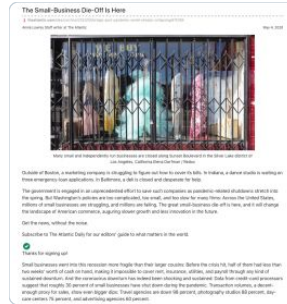 The Small-Business Die-Off Is Here
Annie Lowrey (Staff writer at The Atlantic)
May 4, 2020
Many small and independently run businesses are closed along Sunset Boulevard in the Silver Lake district of
Los Angeles, California.
Outside of Boston, a marketing company is struggling to figure out how to cover its bills. In Indiana, a dance studio is waiting on
three emergency loan applications. In Baltimore, a deli is closed and desperate for help.
The government is engaged in an unprecedented effort to save such companies as pandemic-related shutdowns stretch into
the spring. But Washington's policies are too complicated, too small, and too slow for many firms: Across the United States,
millions of small businesses are struggling, and millions are failing. The great small-business die-off is here, and it will change
the landscape of American commerce, auguring slower growth and less innovation in the future.
Get the news, without the noise.
Subscribe to The Atlantic Daily for our editors' guide to what matters in the world.
Thanks for signing up!
Small businesses went into this recession more fragile than their larger cousins: Before the crisis hit, half of them had less than
two weeks' worth of cash on hand, making it impossible to cover rent, insurance, utilities, and payroll through any kind of
sustained downturn. And the coronavirus downturn has indeed been shocking and sustained: Data from credit-card processors
suggest that roughly 30 percent of small businesses have shut down during the pandemic. Transaction volumes, a decent-
enough proxy for sales, show even bigger dips: Travel agencies are down 98 percent, photography studios 88 percent, day-
care centers 75 percent, and advertising agencies 60 percent.